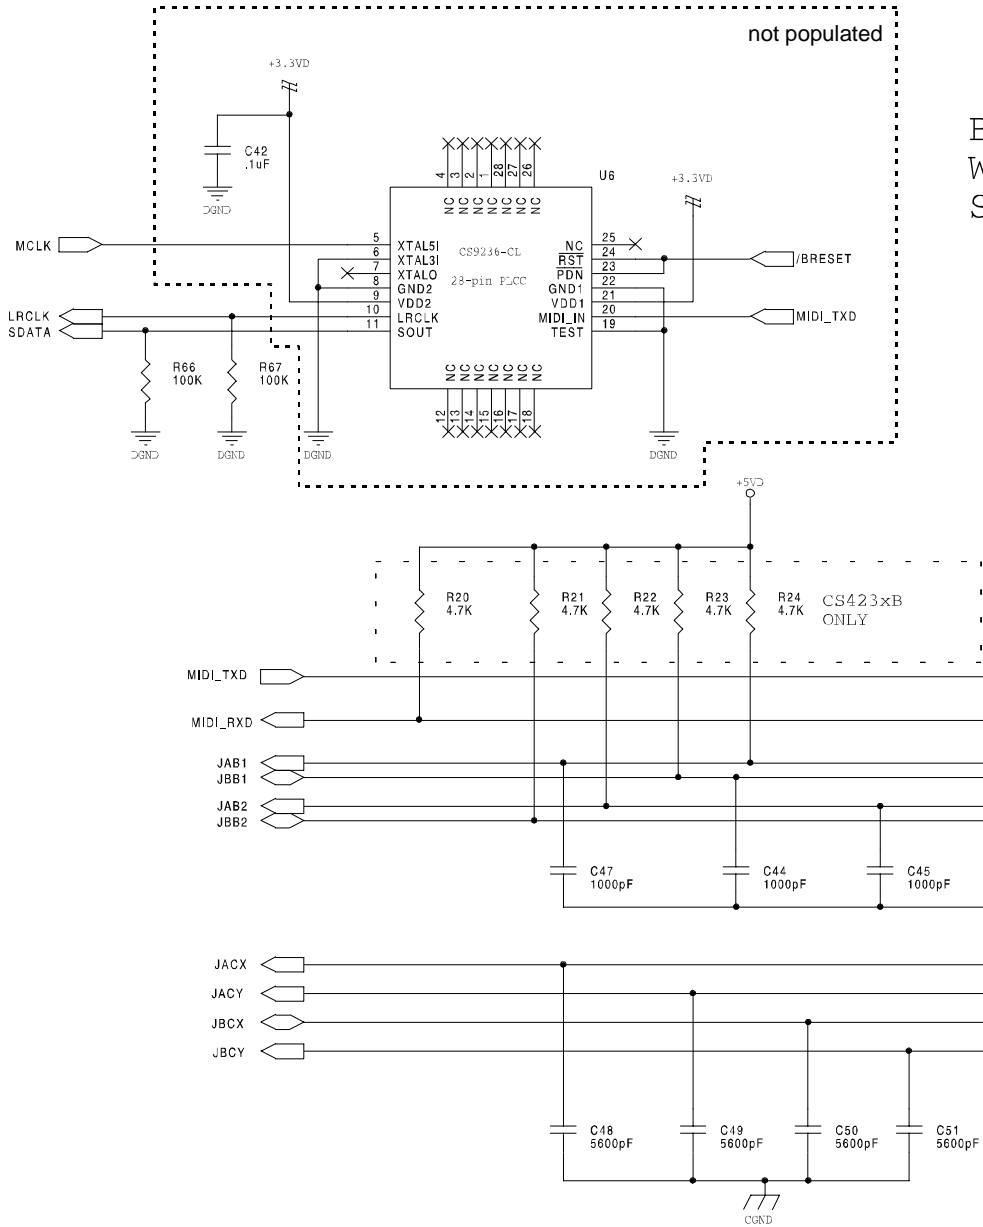 not populated
+3.3VD
C42
.1uF
DGND
4
3
2
1
28
27
26
NC NC NC NC NC NC NC
U6
+3.3VD
MCLK
5 XTAL5I
6 XTAL3I
7 XTALO
8 GND2
9 VDD2
10 LRCLK
11 SOUT
CS9236-CL
28-pin PLCC
NC 25
RST 24
PDN 23
GND1 22
VDD1 21
MIDI_IN 20
TEST 19
/BRESET
MIDI_TXD
LRCLK
SDATA
R66
100K
R67
100K
NC NC NC NC NC NC NC
12
13
14
15
16
17
18
DGND
DGND
DGND
DGND
+5VD
R20
4.7K
R21
4.7K
R22
4.7K
R23
4.7K
R24
4.7K
CS423xB
ONLY
MIDI_TXD
MIDI_RXD
JAB1
JBB1
JAB2
JBB2
C47
1000pF
C44
1000pF
C45
1000pF
JACX
JACY
JBCX
JBCY
C48
5600pF
C49
5600pF
C50
5600pF
C51
5600pF
CGND